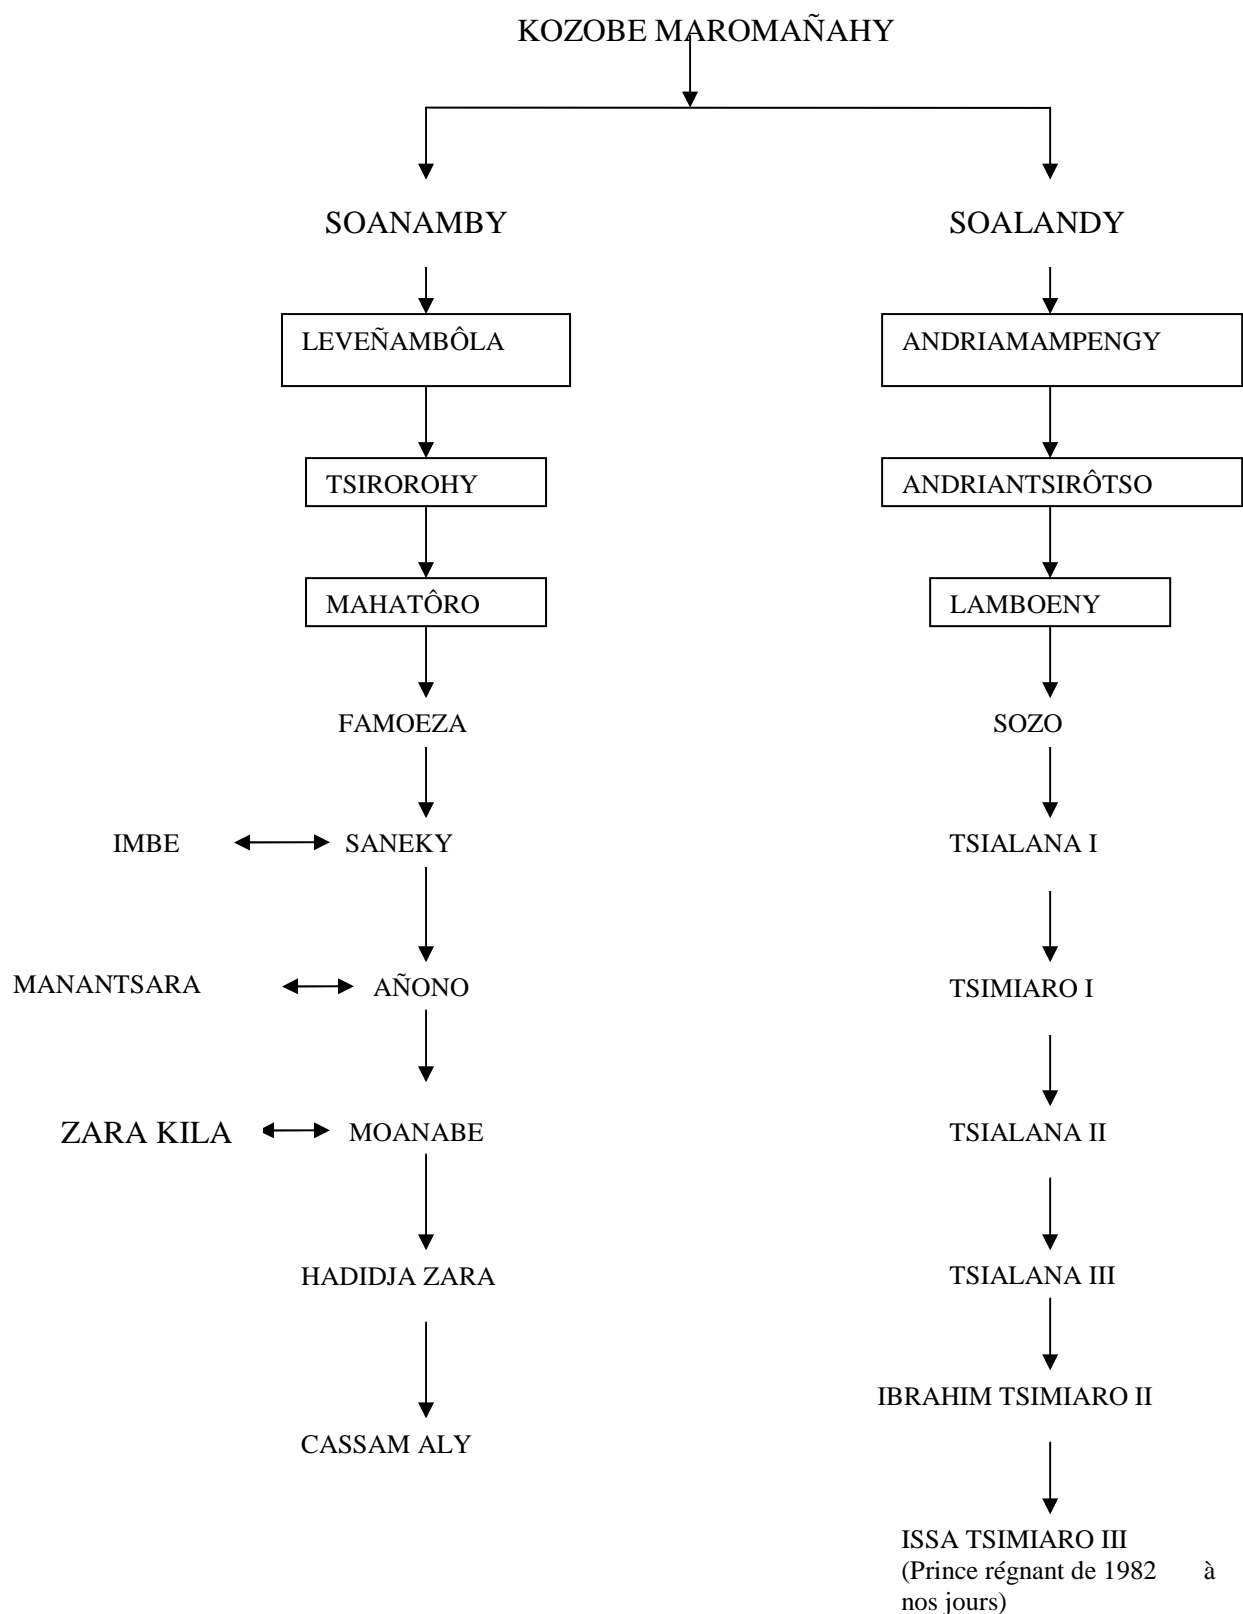 KOZOBE MAROMAÑAHY
SOANAMBY
SOALANDY
LEVEÑAMBÔLA
ANDRIAMAMPENGY
TSIROROHY
ANDRIANTSIRÔTSO
MAHATÔRO
LAMBOENY
FAMOEZA
SOZO
IMBE
SANEKY
TSIALANA I
MANANTSARA
AÑONO
TSIMIARO I
ZARA KILA
MOANABE
TSIALANA II
HADIDJA ZARA
TSIALANA III
IBRAHIM TSIMIARO II
CASSAM ALY
ISSA TSIMIARO III
(Prince régnant de 1982 à
nos jours)